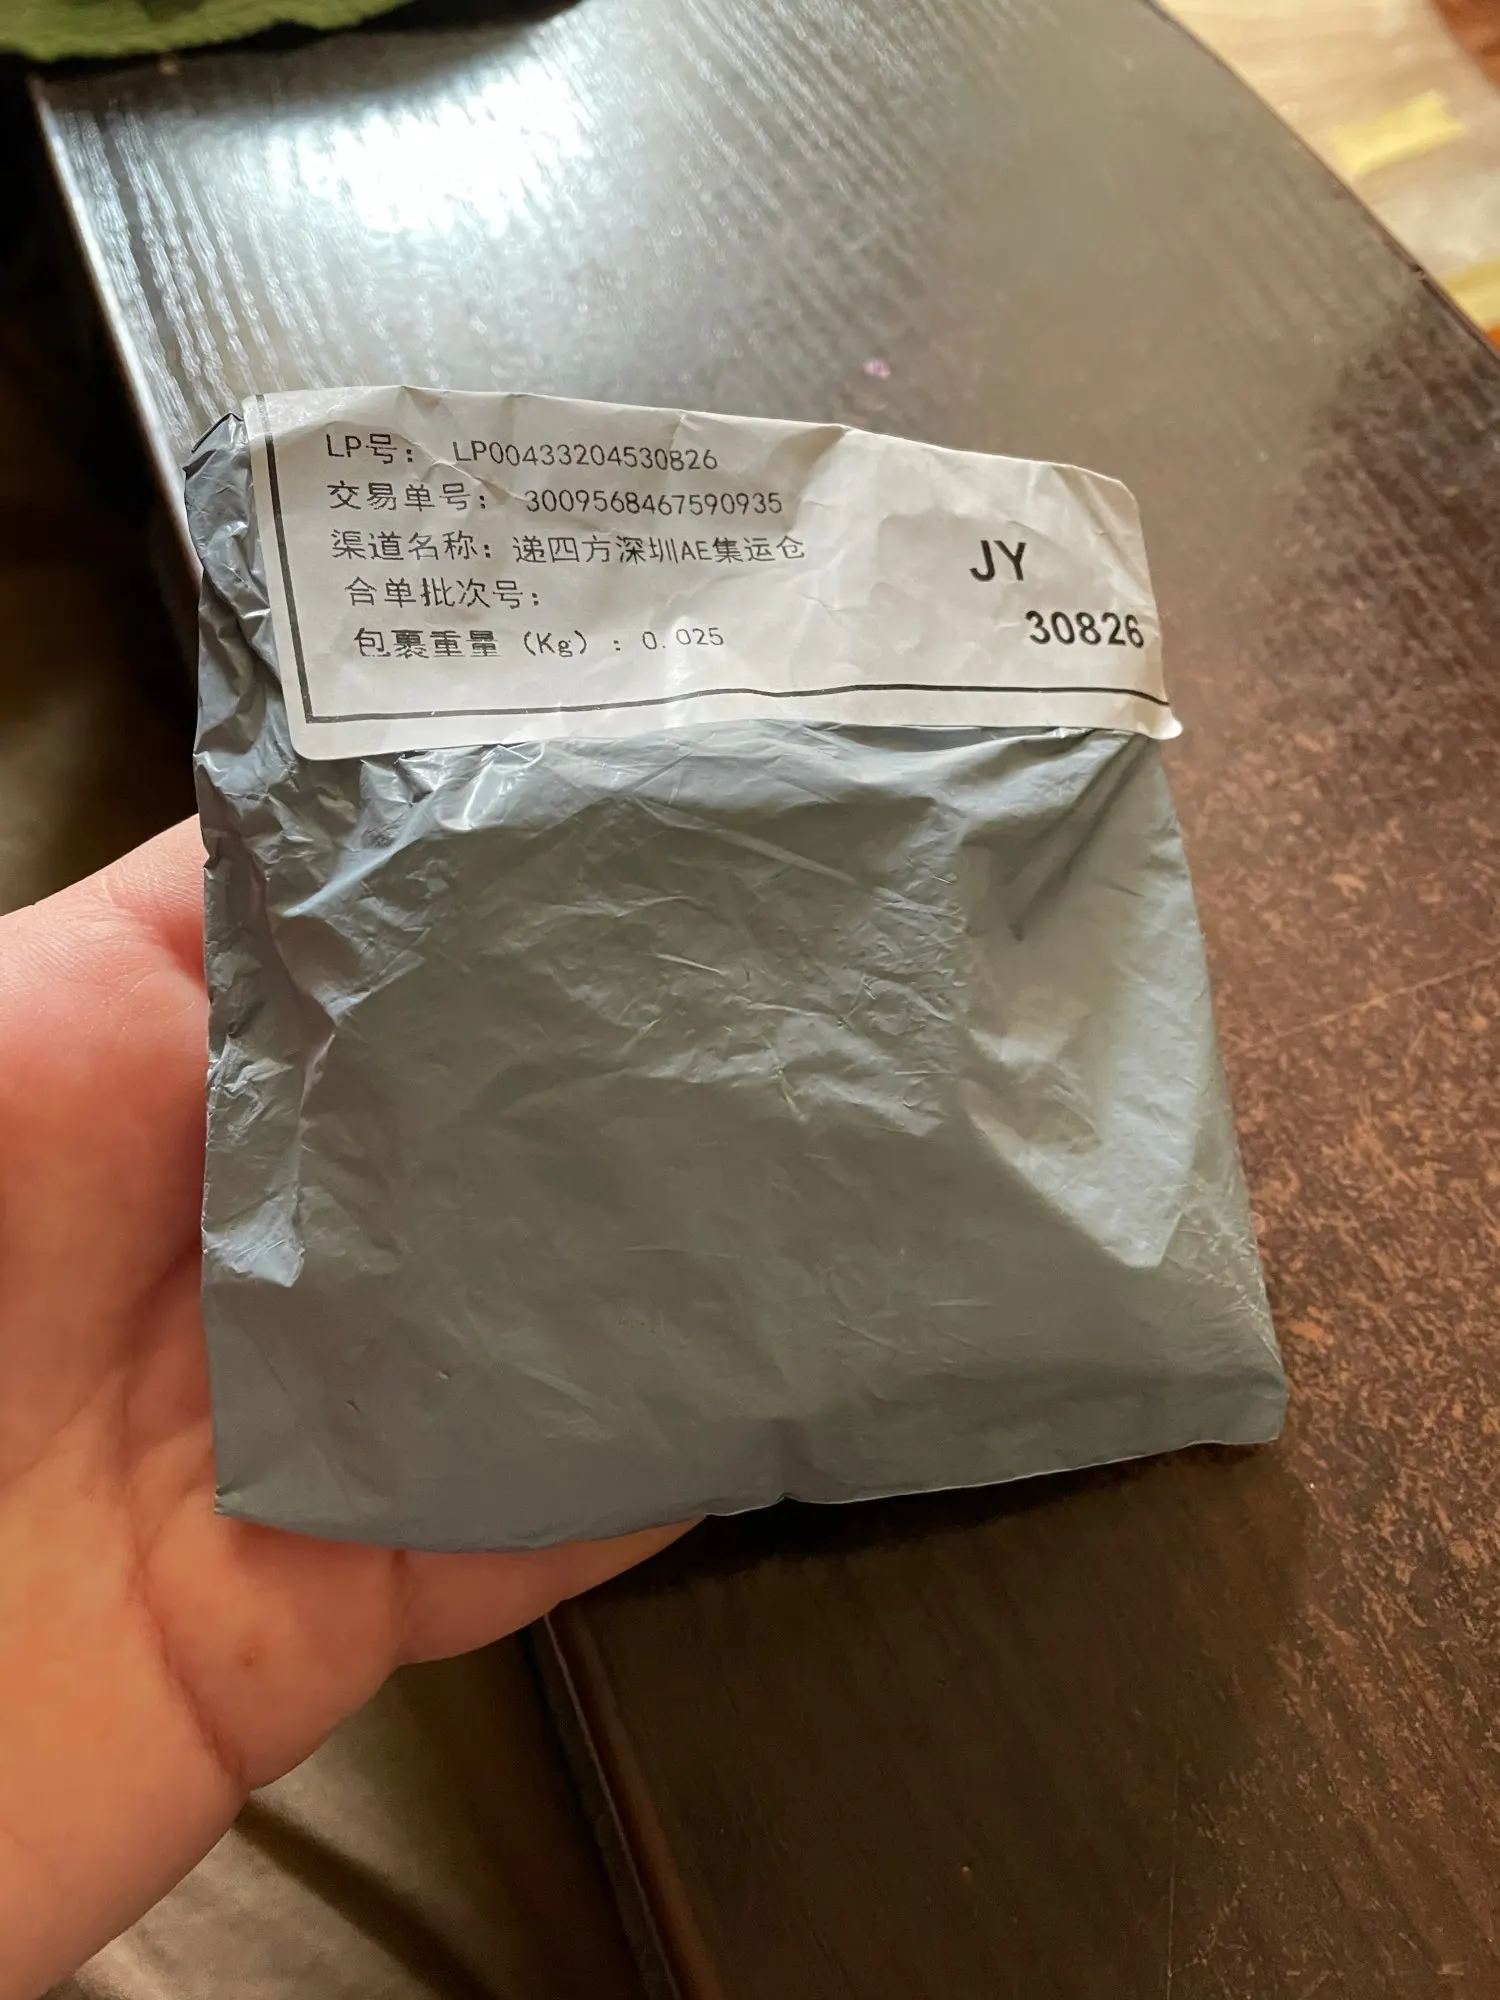 LP号: LP00433204530826
交易单号: 3009568467590935
渠道名称: 递四方深圳AE集运仓
合单批次号:
包裹重量 (Kg) : 0.025
JY
30826